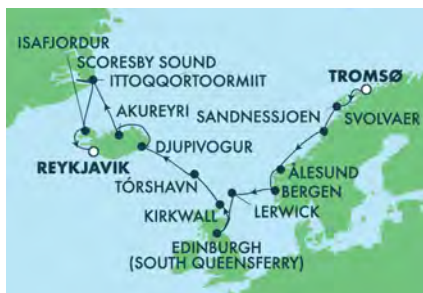 ISAFJORDUR
SCORESBY SOUND
ITTOQQORTOORMIIT
TROMSØ
AKUREYRI
SANDNESSJOEN
SVOLVAER
DJUPIVOGUR
REYKJAVIK
ÅLESUND
TÓRSHAVN
BERGEN
KIRKWALL
LERWICK
EDINBURGH
(SOUTH QUEENSFERRY)